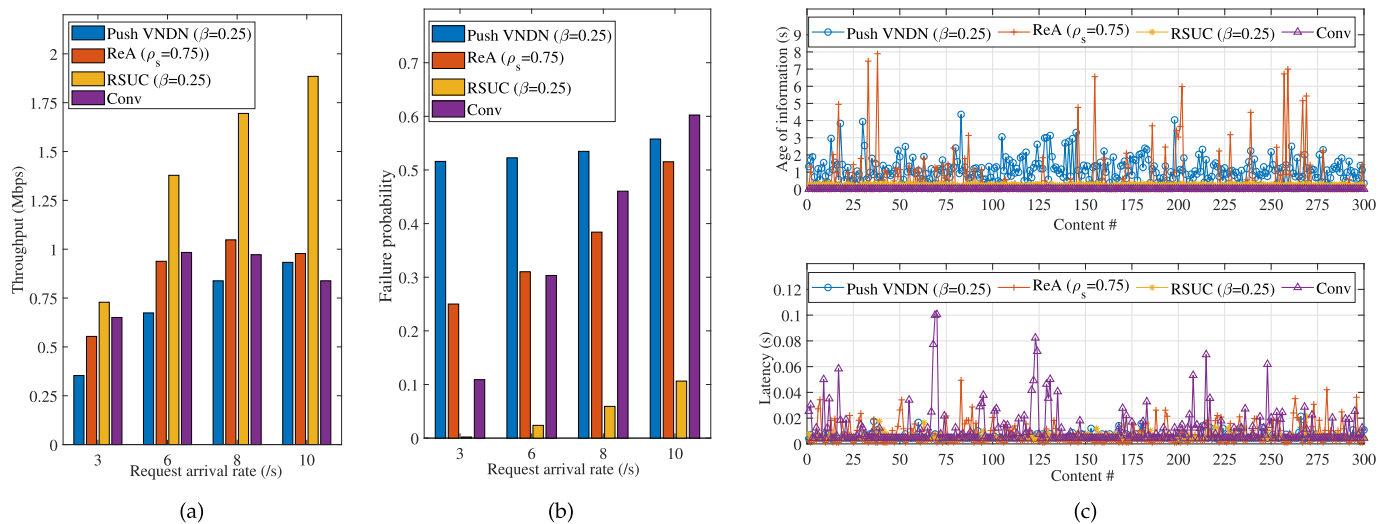 2
1.75
1.5
1.25
1
0.75
0.5
0.25
0
Throughput (Mbps)
Push VNDN (β=0.25)
ReA (ρs=0.75))
RSUC (β=0.25)
Conv
3 6 8 10
Request arrival rate (/s)
(a)
0.7
0.6
0.5
0.4
0.3
0.2
0.1
0
Failure probability
Push VNDN (β=0.25)
ReA (ρs=0.75)
RSUC (β=0.25)
Conv
3 6 8 10
Request arrival rate (/s)
(b)
Push VNDN (β=0.25) ReA (ρs=0.75) RSUC (β=0.25) Conv
9
8
7
6
5
4
3
2
1
0
Age of information (s)
0 25 50 75 100 125 150 175 200 225 250 275 300
Content #
Push VNDN (β=0.25) ReA (ρs=0.75) RSUC (β=0.25) Conv
0.12
0.1
0.08
0.06
0.04
0.02
0
Latency (s)
0 25 50 75 100 125 150 175 200 225 250 275 300
Content #
(c)